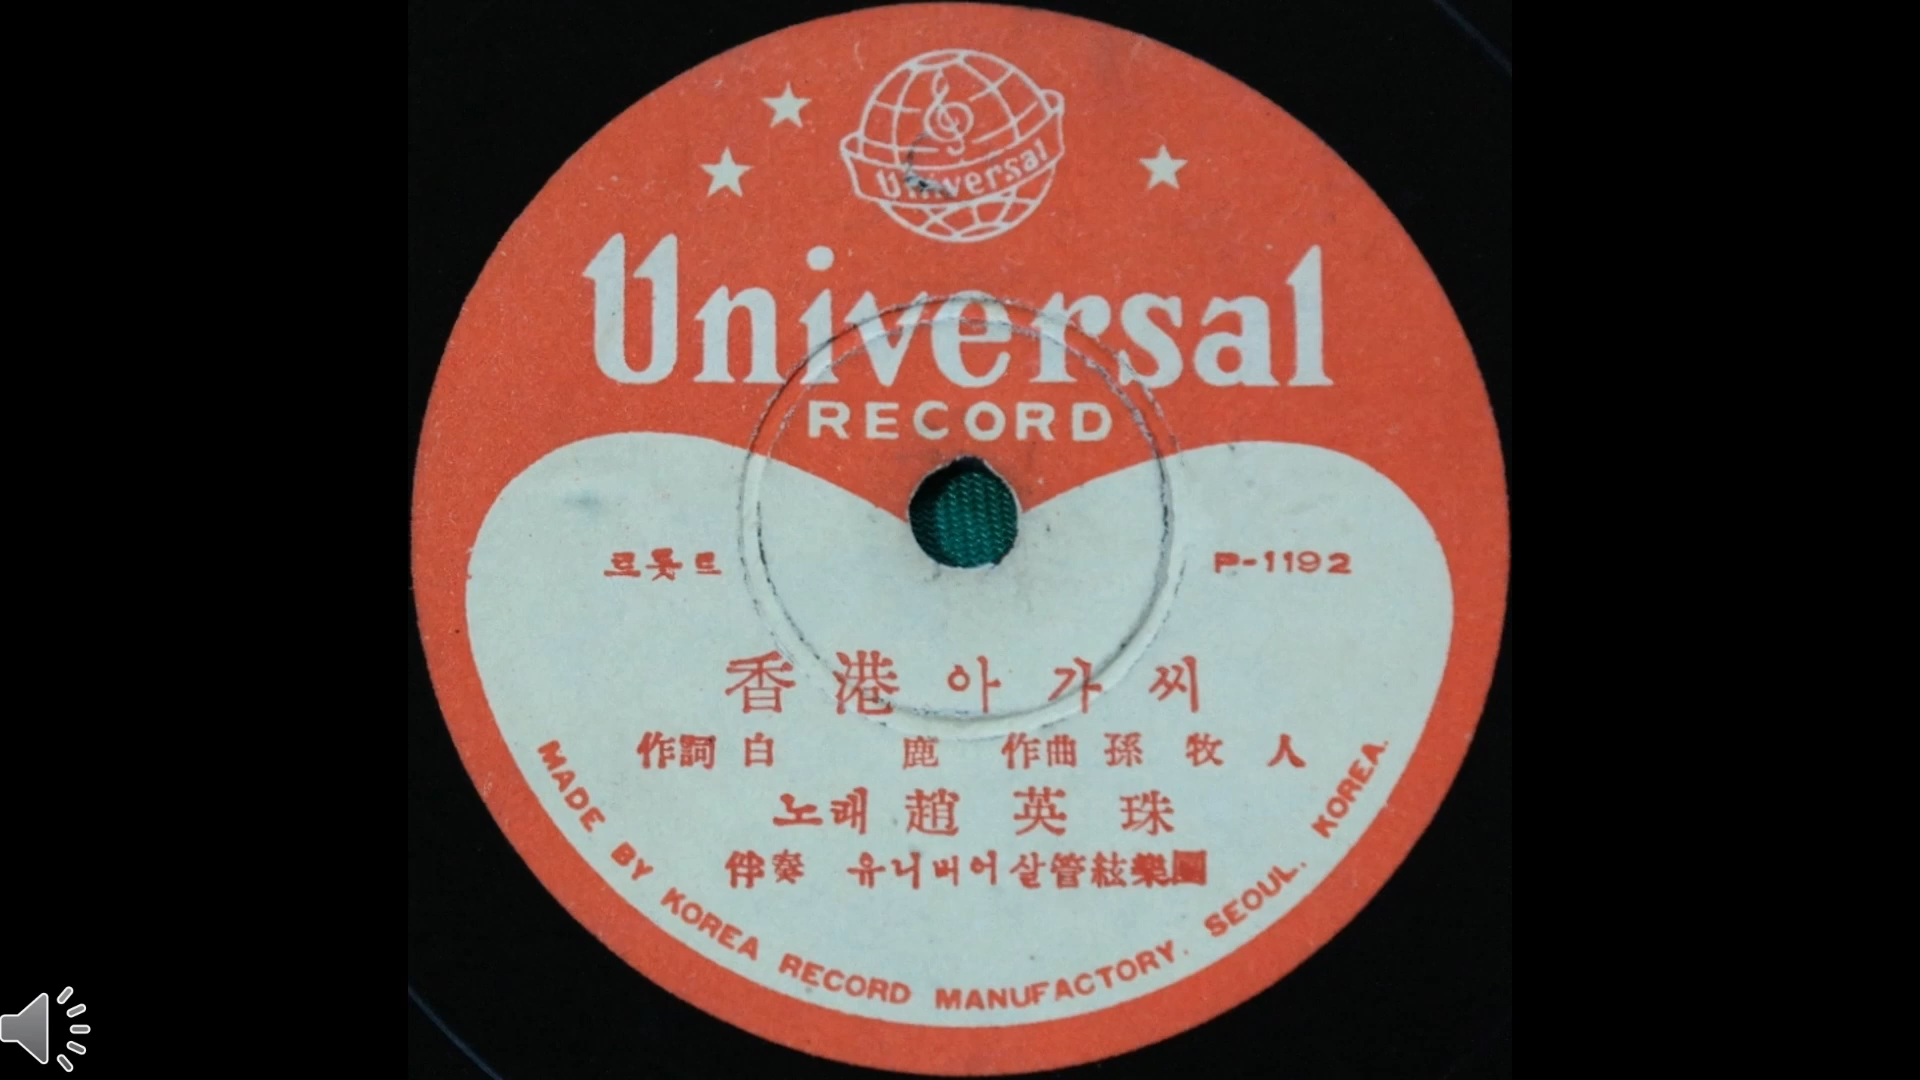 Universal
Universal
RECORD
르롯트
P-1192
香港아가씨
作詞 白鹿 作曲 孫牧人
노래 趙英珠
伴奏 유니버어살管絃樂團
MADE BY KOREA RECORD MANUFACTORY. SEOUL. KOREA.